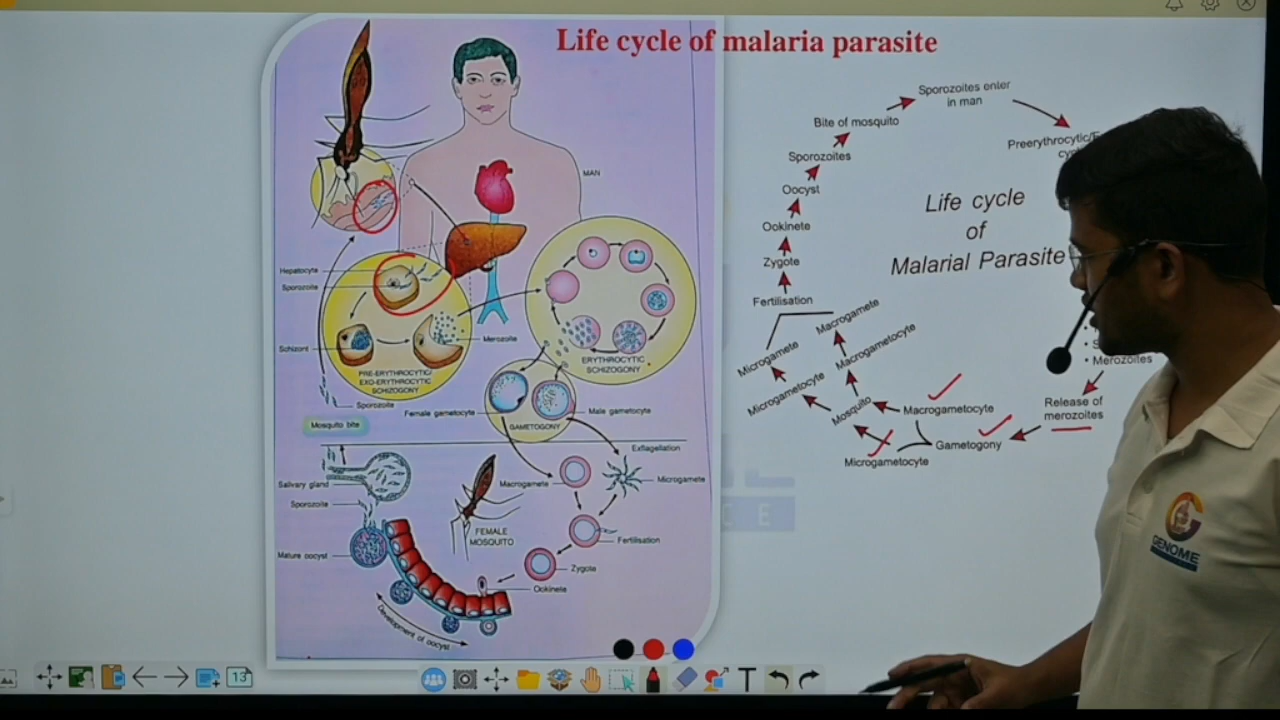 Life cycle of malaria parasite
MAN
Hepatocyte
Sporozoite
Schizont
Merozoite
PRE-ERYTHROCYTIC/
EXO-ERYTHROCYTIC
SCHIZOGONY
ERYTHROCYTIC
SCHIZOGONY
Sporozoite
Female gametocyte
Male gametocyte
Mosquito bite
GAMETOGONY
Exflagellation
Salivary gland
Macrogamete
Microgamete
Sporozoite
FEMALE
MOSQUITO
Fertilisation
Mature oocyst
Zygote
Ookinete
Development of oocyst
Sporozoites enter
in man
Bite of mosquito
Preerythrocytic/
Sporozoites
Oocyst
Ookinete
Zygote
Fertilisation
Life cycle
of
Malarial Parasite
Macrogamete
Microgamete
Macrogametocyte
Microgametocyte
Mosquito
• Merozoites
Release of
merozoites
Macrogametocyte
Gametogony
Microgametocyte
C E
GENOME
13
T